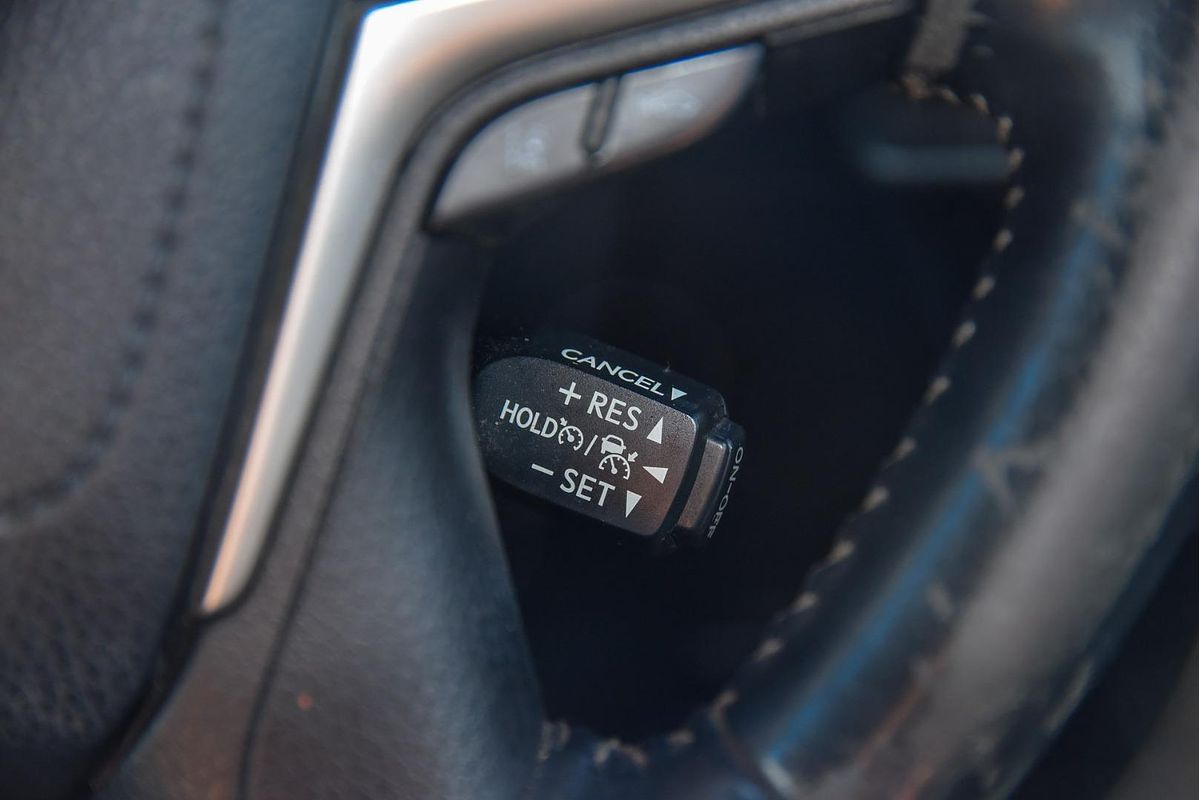 CANCEL ▼
+ RES ▲
HOLD / ◀
− SET ▼
ON-OFF